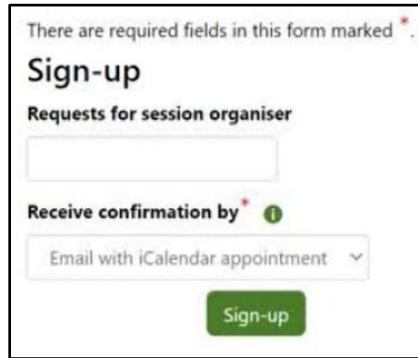 There are required fields in this form marked *.
Sign-up
Requests for session organiser
Receive confirmation by* i
Email with iCalendar appointment
Sign-up